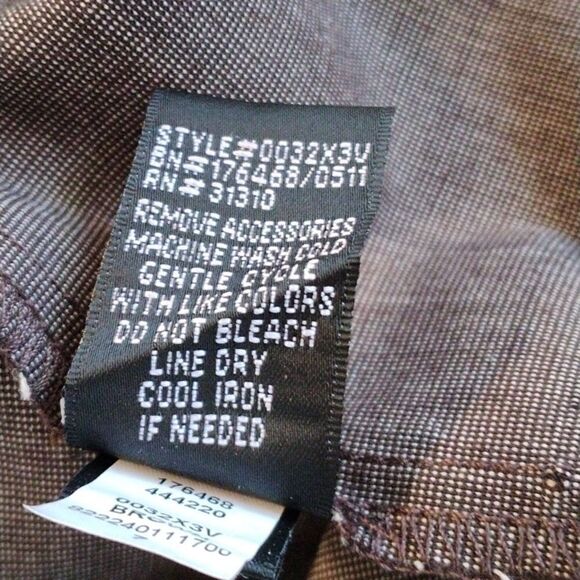 STYLE#0032X3V
BN#176468/0511
RN#31310
REMOVE ACCESSORIES
MACHINE WASH COLD
GENTLE CYCLE
WITH LIKE COLORS
DO NOT BLEACH
LINE DRY
COOL IRON
IF NEEDED
176468
444220
0032X3V
822240111700